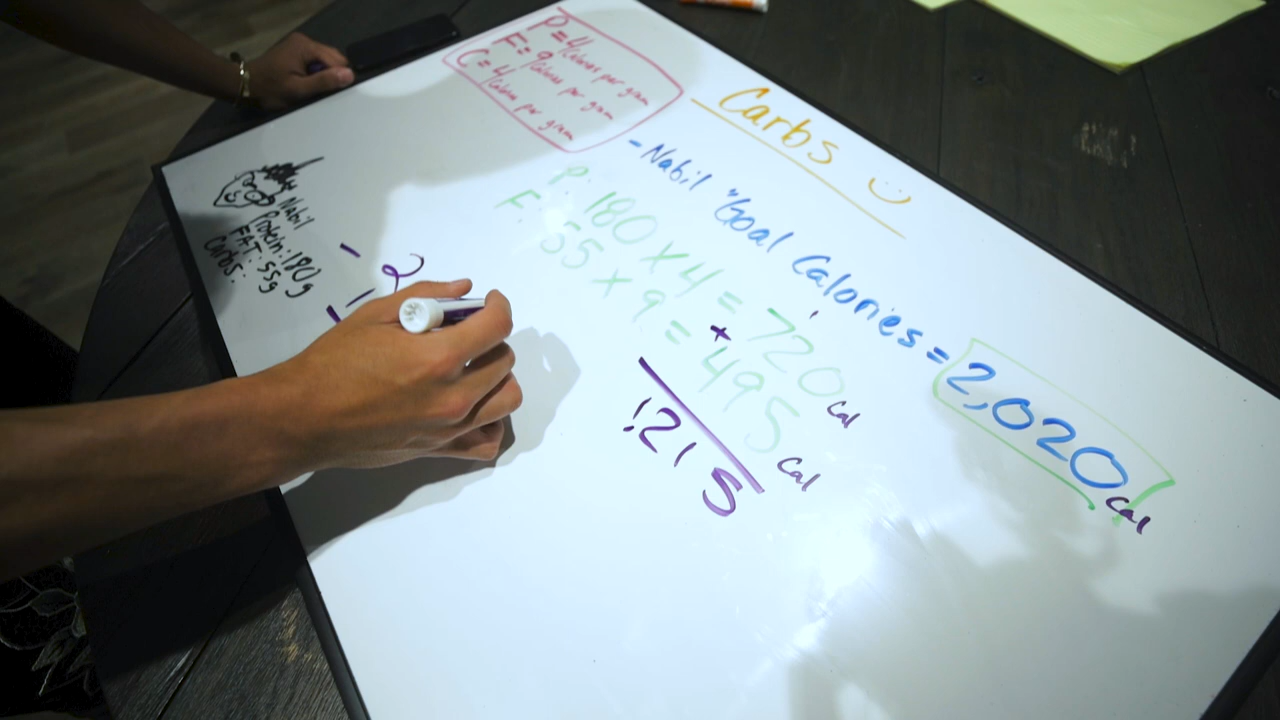 P = 4 calories per gram
F = 9 calories per gram
C = 4 calories per gram
Carbs
- Nabil "Goal Calories = 2,020 cal
P: 180 x 4 = 720 cal
F: 55 x 9 = 495 cal
+
1215
Nabil
Protein: 180g
FAT: 55g
Carbs:
- 2